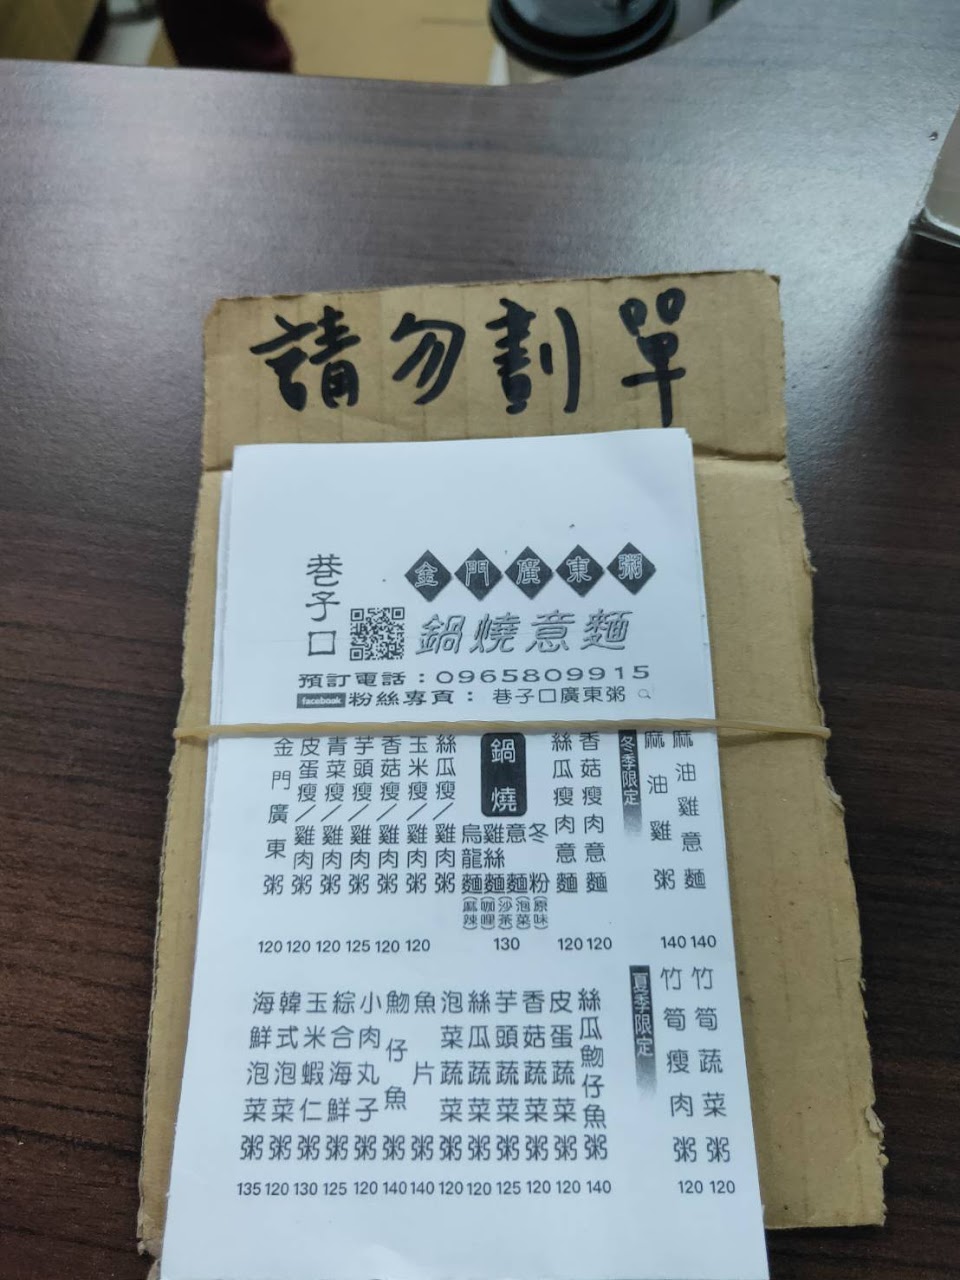 請勿劃單
巷子口
金門廣東粥
鍋燒意麵
預訂電話：0965809915
facebook 粉絲專頁： 巷子口廣東粥
麻油雞意麵
麻油雞粥
冬季限定
香菇瘦肉意麵
絲瓜瘦肉意麵
鍋燒
冬粉
意麵
雞絲麵
烏龍麵
原味
泡菜
沙茶
咖哩
麻辣
絲瓜瘦/雞肉粥
玉米瘦/雞肉粥
香菇瘦/雞肉粥
芋頭瘦/雞肉粥
青菜瘦/雞肉粥
皮蛋瘦/雞肉粥
金門廣東粥
120 120 120 125 120 120 130 120 120 140 140
竹筍蔬菜粥
竹筍瘦肉粥
夏季限定
絲瓜魩仔魚粥
皮蛋蔬菜粥
香菇蔬菜粥
芋頭蔬菜粥
絲瓜蔬菜粥
泡菜蔬菜粥
魚片粥
魩仔魚粥
小肉丸子粥
綜合海鮮粥
玉米蝦仁粥
韓式泡菜粥
海鮮泡菜粥
135 120 130 125 120 140 140 120 120 125 120 120 140 120 120